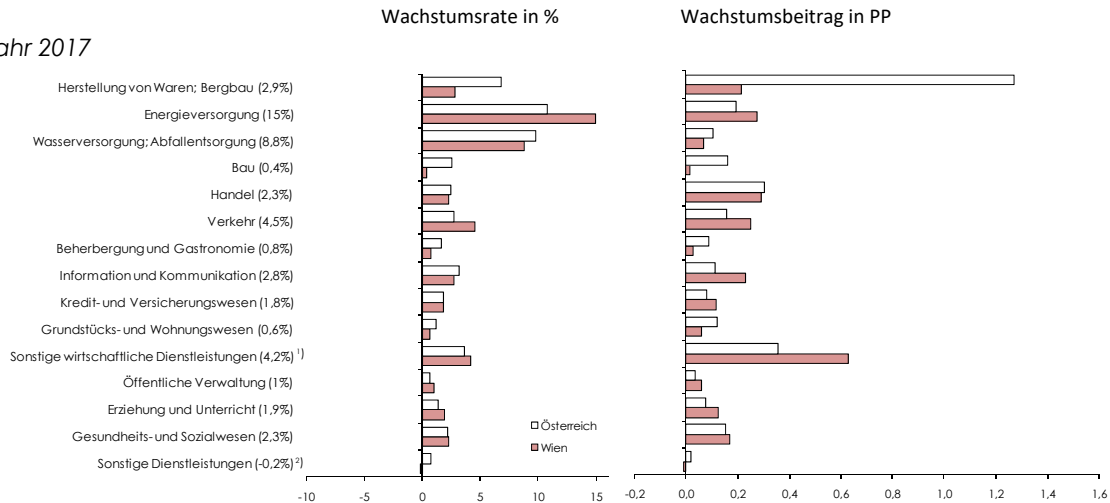 Wachstumsrate in %
Wachstumsbeitrag in PP
ahr 2017
Herstellung von Waren; Bergbau (2,9%)
Energieversorgung (15%)
Wasserversorgung; Abfallentsorgung (8,8%)
Bau (0,4%)
Handel (2,3%)
Verkehr (4,5%)
Beherbergung und Gastronomie (0,8%)
Information und Kommunikation (2,8%)
Kredit- und Versicherungswesen (1,8%)
Grundstücks- und Wohnungswesen (0,6%)
Sonstige wirtschaftliche Dienstleistungen (4,2%) 1)
Öffentliche Verwaltung (1%)
Erziehung und Unterricht (1,9%)
Gesundheits- und Sozialwesen (2,3%)
Sonstige Dienstleistungen (-0,2%) 2)
Österreich
Wien
-10 -5 0 5 10 15
-0,2 0,0 0,2 0,4 0,6 0,8 1,0 1,2 1,4 1,6